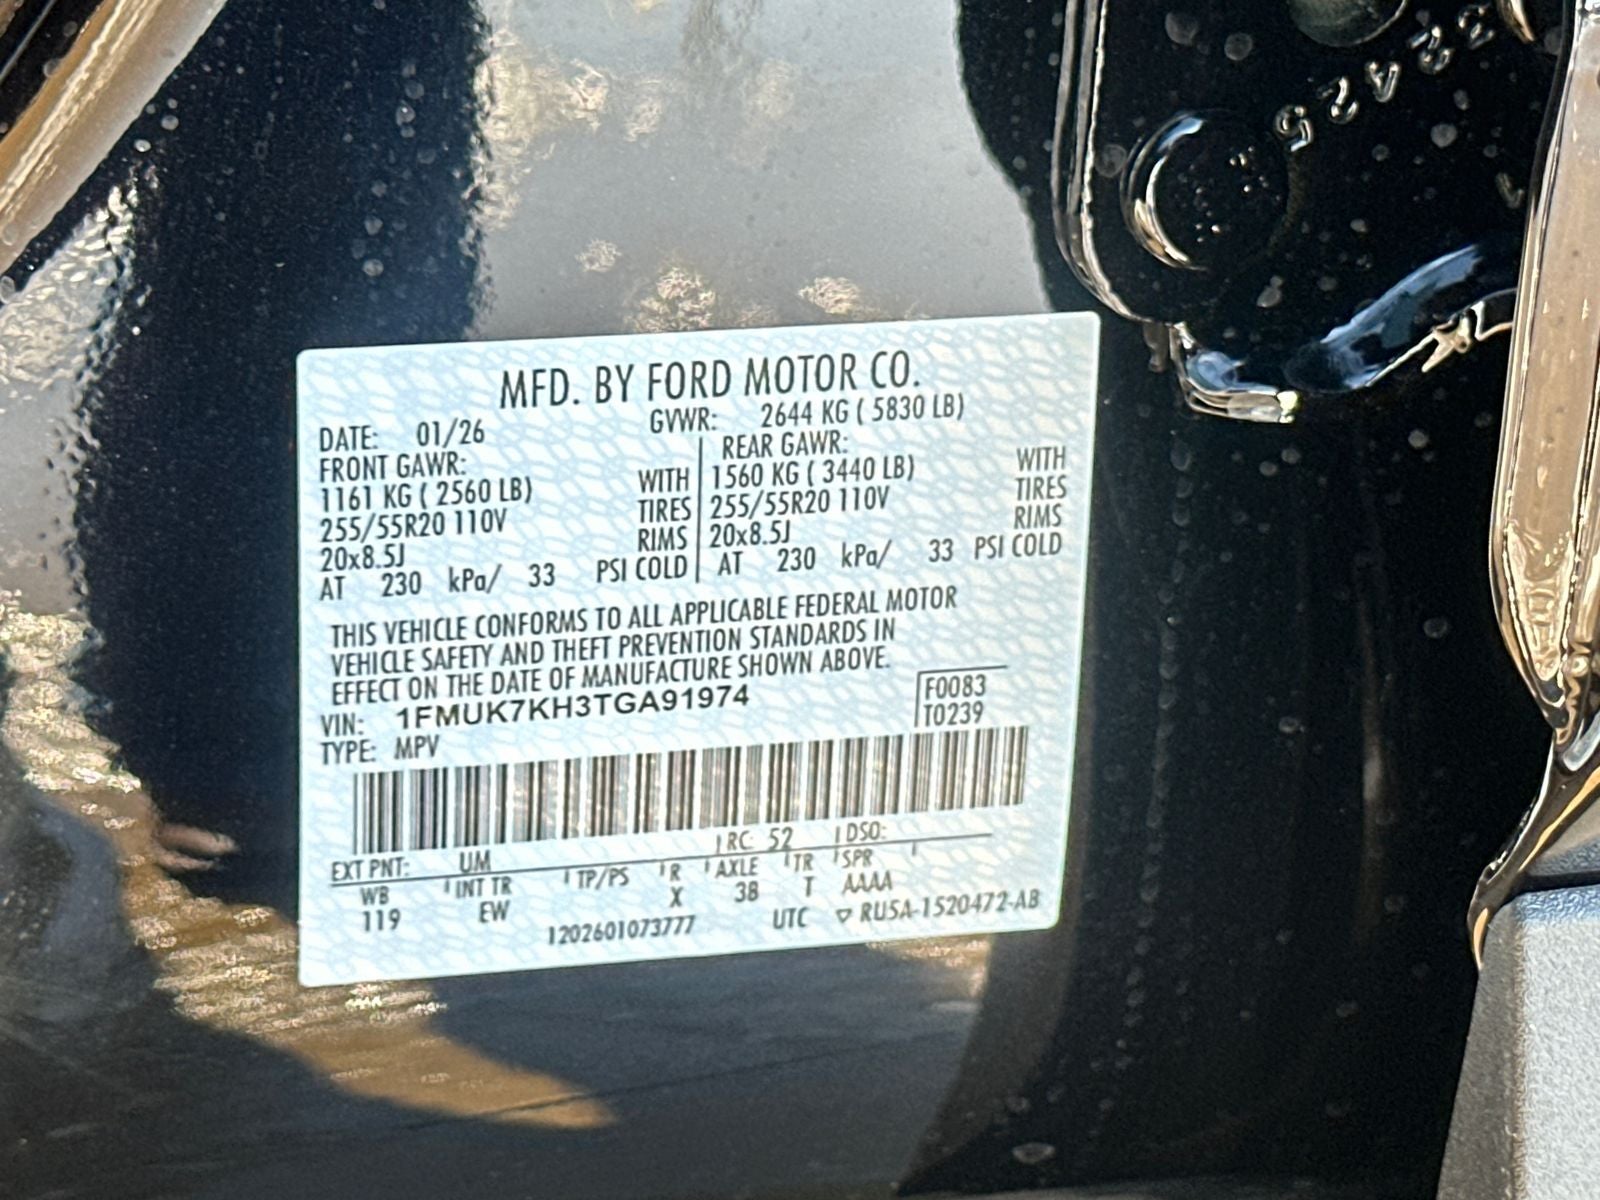 32A25
MFD. BY FORD MOTOR CO.
DATE: 01/26 GVWR: 2644 KG ( 5830 LB)
FRONT GAWR: REAR GAWR:
1161 KG ( 2560 LB) WITH 1560 KG ( 3440 LB) WITH
255/55R20 110V TIRES 255/55R20 110V TIRES
20x8.5J RIMS 20x8.5J RIMS
AT 230 kPa/ 33 PSI COLD AT 230 kPa/ 33 PSI COLD
THIS VEHICLE CONFORMS TO ALL APPLICABLE FEDERAL MOTOR
VEHICLE SAFETY AND THEFT PREVENTION STANDARDS IN
EFFECT ON THE DATE OF MANUFACTURE SHOWN ABOVE.
VIN: 1FMUK7KH3TGA91974 F0083
TYPE: MPV T0239
EXT PNT: UM RC: 52 DSO:
WB INT TR TP/PS R AXLE TR SPR
119 EW X 38 T AAAA
1202601073777 UTC ▽ RU5A-1520472-AB